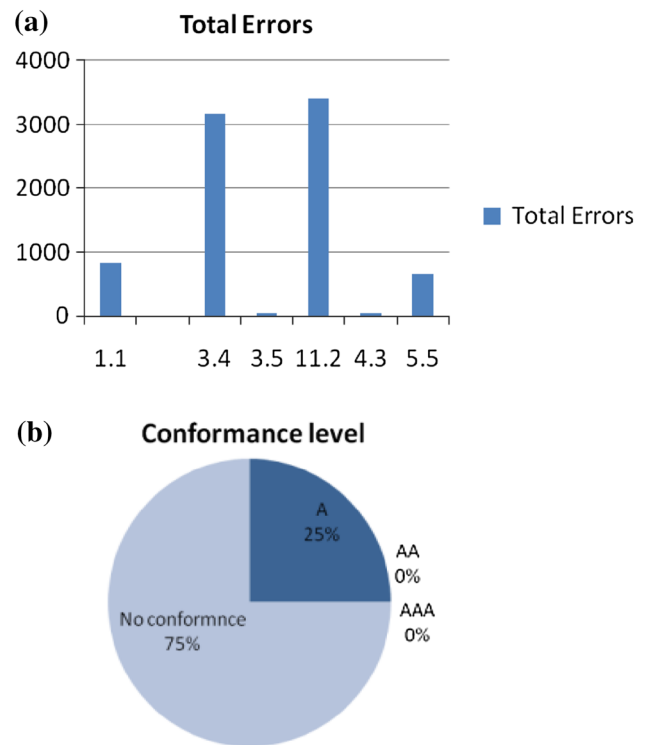 (a)
Total Errors
4000
3000
2000
1000
0
1.1 3.4 3.5 11.2 4.3 5.5
Total Errors
(b)
Conformance level
A
25%
AA
0%
AAA
0%
No conformnce
75%